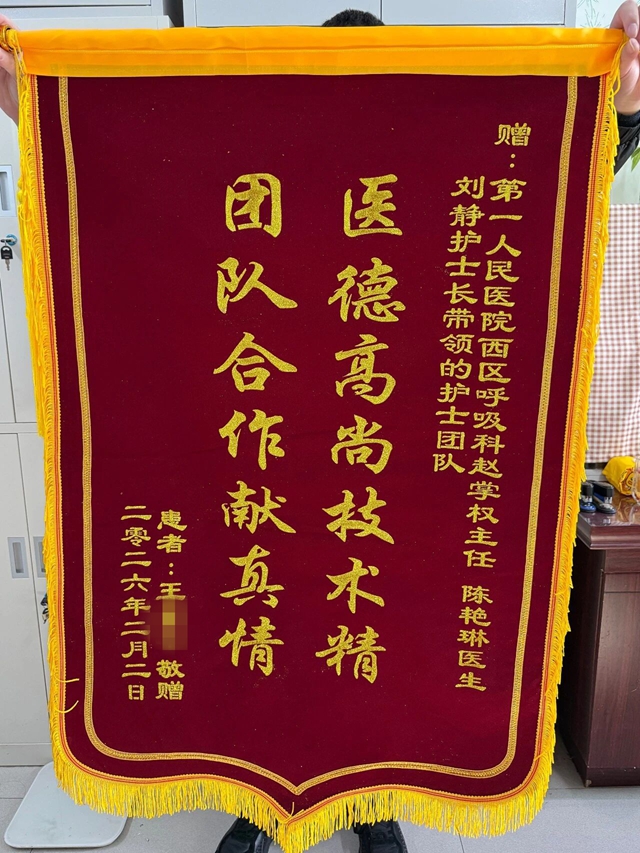 赠：第一人民医院西区呼吸科赵掌权主任 陈艳琳医生
刘静护士长带领的护士团队
医德高尚技术精
团队合作献真情
患者：王 敬赠
二零二六年二月二日